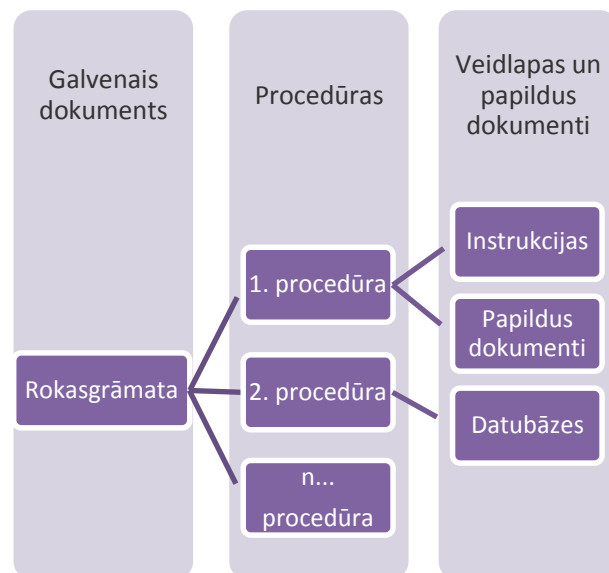 Galvenais
dokuments
Procedūras
Veidlapas un
papildus
dokumenti
Rokasgrāmata
1. procedūra
2. procedūra
n...
procedūra
Instrukcijas
Papildus
dokumenti
Datubāzes